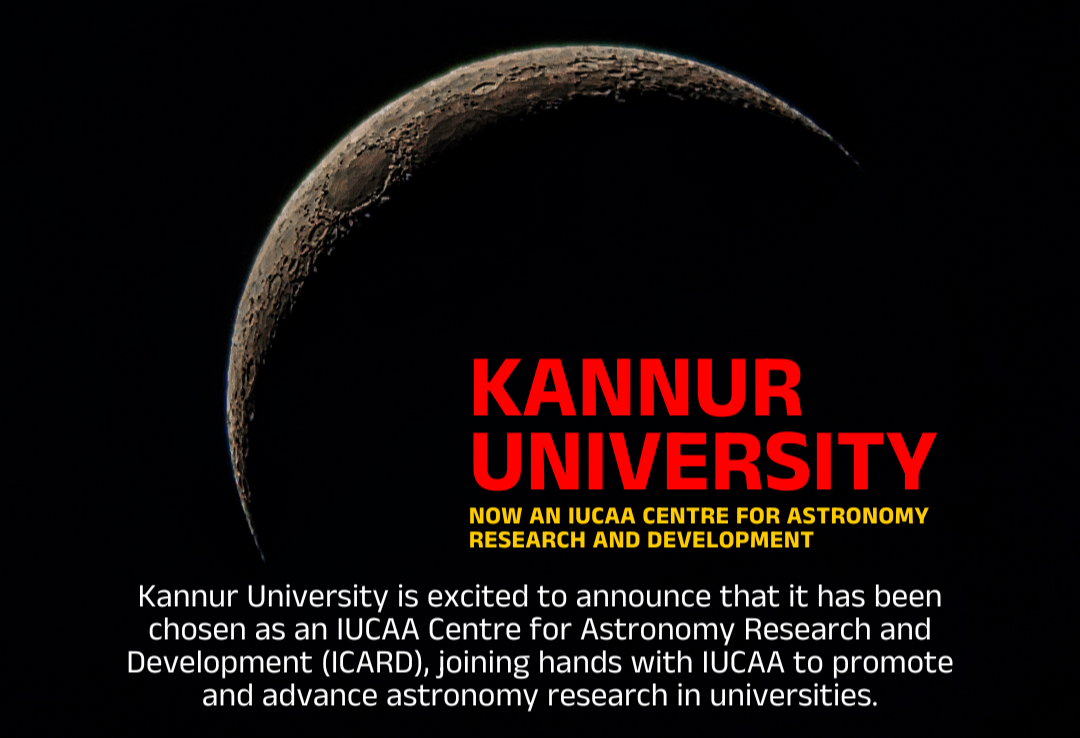 KANNUR
UNIVERSITY
NOW AN IUCAA CENTRE FOR ASTRONOMY
RESEARCH AND DEVELOPMENT
Kannur University is excited to announce that it has been
chosen as an IUCAA Centre for Astronomy Research and
Development (ICARD), joining hands with IUCAA to promote
and advance astronomy research in universities.